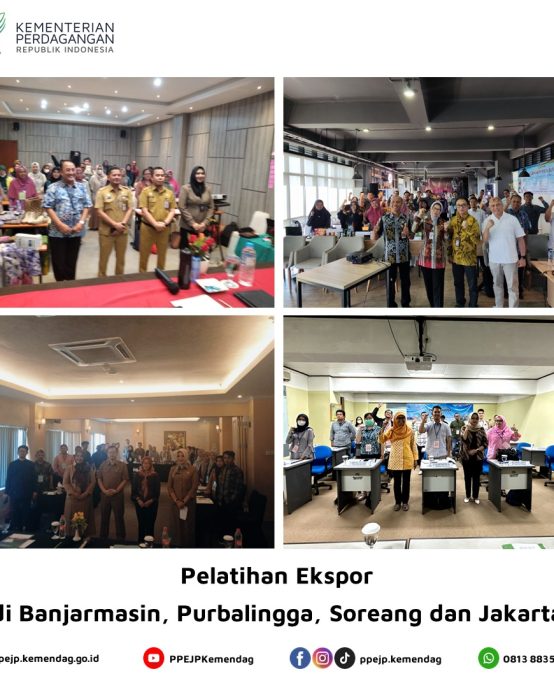 KEMENTERIAN
PERDAGANGAN
REPUBLIK INDONESIA
Pelatihan Ekspor
di Banjarmasin, Purbalingga, Soreang dan Jakarta
ppejp.kemendag.go.id
PPEJPKemendag
ppejp.kemendag
0813 8835